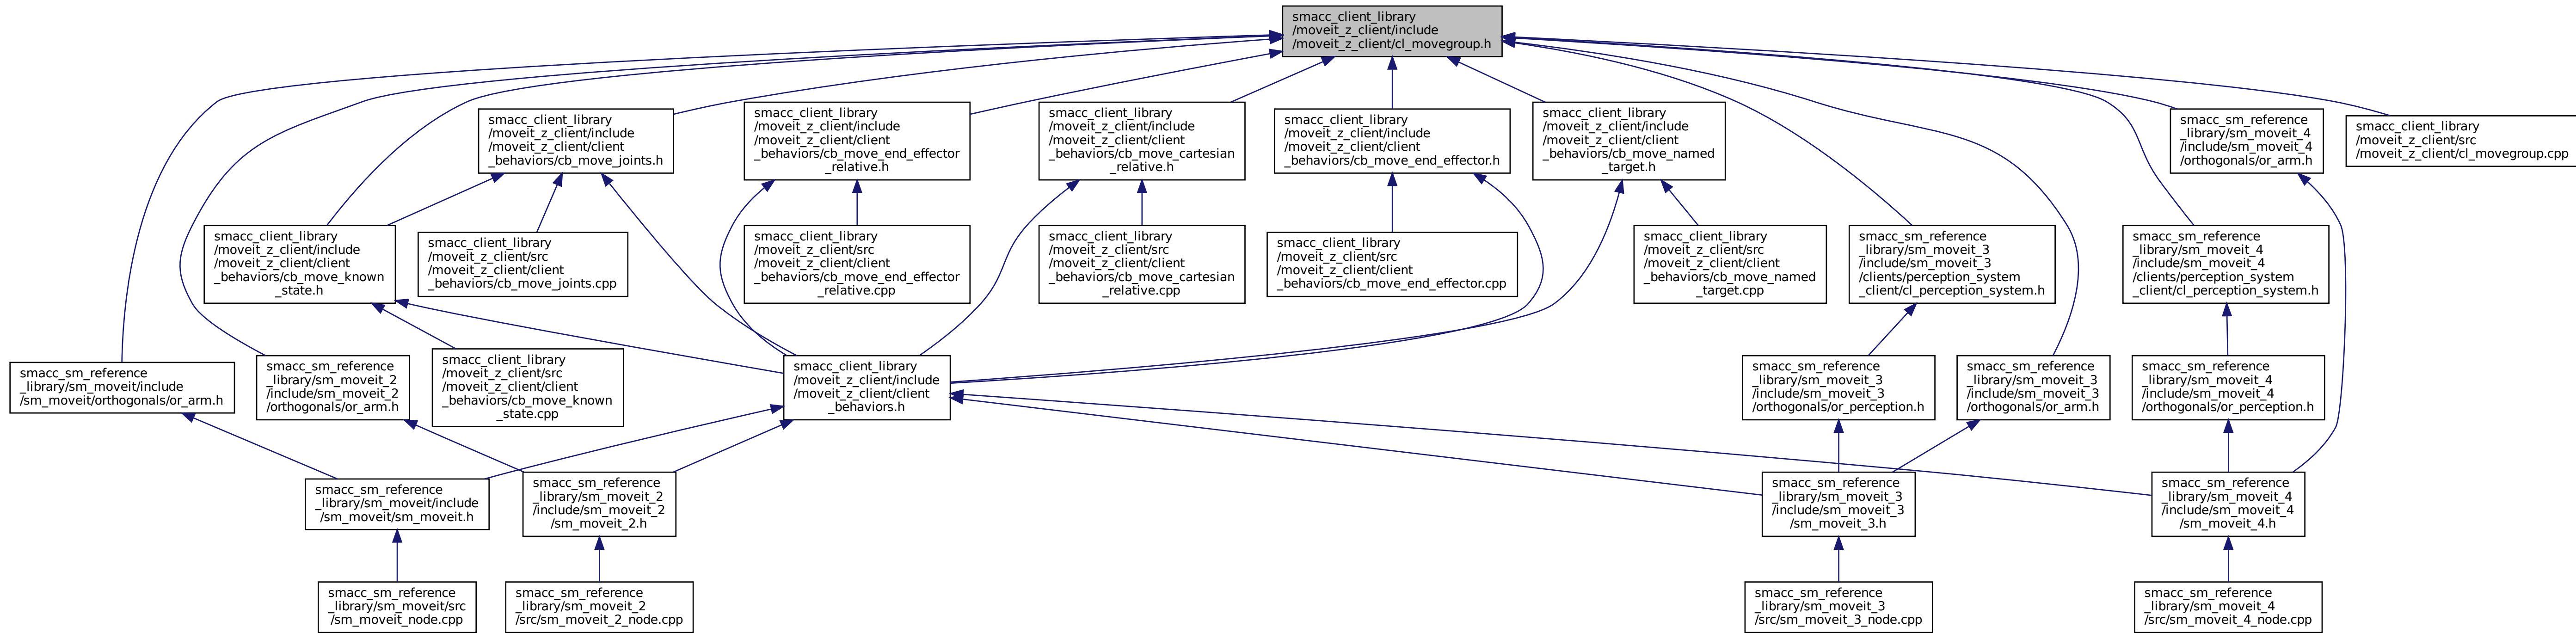 smacc_client_library
/moveit_z_client/include
/moveit_z_client/cl_movegroup.h
smacc_client_library
/moveit_z_client/include
/moveit_z_client/client
_behaviors/cb_move_joints.h
smacc_client_library
/moveit_z_client/include
/moveit_z_client/client
_behaviors/cb_move_end_effector
_relative.h
smacc_client_library
/moveit_z_client/include
/moveit_z_client/client
_behaviors/cb_move_cartesian
_relative.h
smacc_client_library
/moveit_z_client/include
/moveit_z_client/client
_behaviors/cb_move_end_effector.h
smacc_client_library
/moveit_z_client/include
/moveit_z_client/client
_behaviors/cb_move_named
_target.h
smacc_sm_reference
_library/sm_moveit_4
/include/sm_moveit_4
/orthogonals/or_arm.h
smacc_client_library
/moveit_z_client/src
/moveit_z_client/cl_movegroup.cpp
smacc_client_library
/moveit_z_client/include
/moveit_z_client/client
_behaviors/cb_move_known
_state.h
smacc_client_library
/moveit_z_client/src
/moveit_z_client/client
_behaviors/cb_move_joints.cpp
smacc_client_library
/moveit_z_client/src
/moveit_z_client/client
_behaviors/cb_move_end_effector
_relative.cpp
smacc_client_library
/moveit_z_client/src
/moveit_z_client/client
_behaviors/cb_move_cartesian
_relative.cpp
smacc_client_library
/moveit_z_client/src
/moveit_z_client/client
_behaviors/cb_move_end_effector.cpp
smacc_client_library
/moveit_z_client/src
/moveit_z_client/client
_behaviors/cb_move_named
_target.cpp
smacc_sm_reference
_library/sm_moveit_3
/include/sm_moveit_3
/clients/perception_system
_client/cl_perception_system.h
smacc_sm_reference
_library/sm_moveit_4
/include/sm_moveit_4
/clients/perception_system
_client/cl_perception_system.h
smacc_sm_reference
_library/sm_moveit/include
/sm_moveit/orthogonals/or_arm.h
smacc_sm_reference
_library/sm_moveit_2
/include/sm_moveit_2
/orthogonals/or_arm.h
smacc_client_library
/moveit_z_client/src
/moveit_z_client/client
_behaviors/cb_move_known
_state.cpp
smacc_client_library
/moveit_z_client/include
/moveit_z_client/client
_behaviors.h
smacc_sm_reference
_library/sm_moveit_3
/include/sm_moveit_3
/orthogonals/or_perception.h
smacc_sm_reference
_library/sm_moveit_3
/include/sm_moveit_3
/orthogonals/or_arm.h
smacc_sm_reference
_library/sm_moveit_4
/include/sm_moveit_4
/orthogonals/or_perception.h
smacc_sm_reference
_library/sm_moveit/include
/sm_moveit/sm_moveit.h
smacc_sm_reference
_library/sm_moveit_2
/include/sm_moveit_2
/sm_moveit_2.h
smacc_sm_reference
_library/sm_moveit_3
/include/sm_moveit_3
/sm_moveit_3.h
smacc_sm_reference
_library/sm_moveit_4
/include/sm_moveit_4
/sm_moveit_4.h
smacc_sm_reference
_library/sm_moveit/src
/sm_moveit_node.cpp
smacc_sm_reference
_library/sm_moveit_2
/src/sm_moveit_2_node.cpp
smacc_sm_reference
_library/sm_moveit_3
/src/sm_moveit_3_node.cpp
smacc_sm_reference
_library/sm_moveit_4
/src/sm_moveit_4_node.cpp